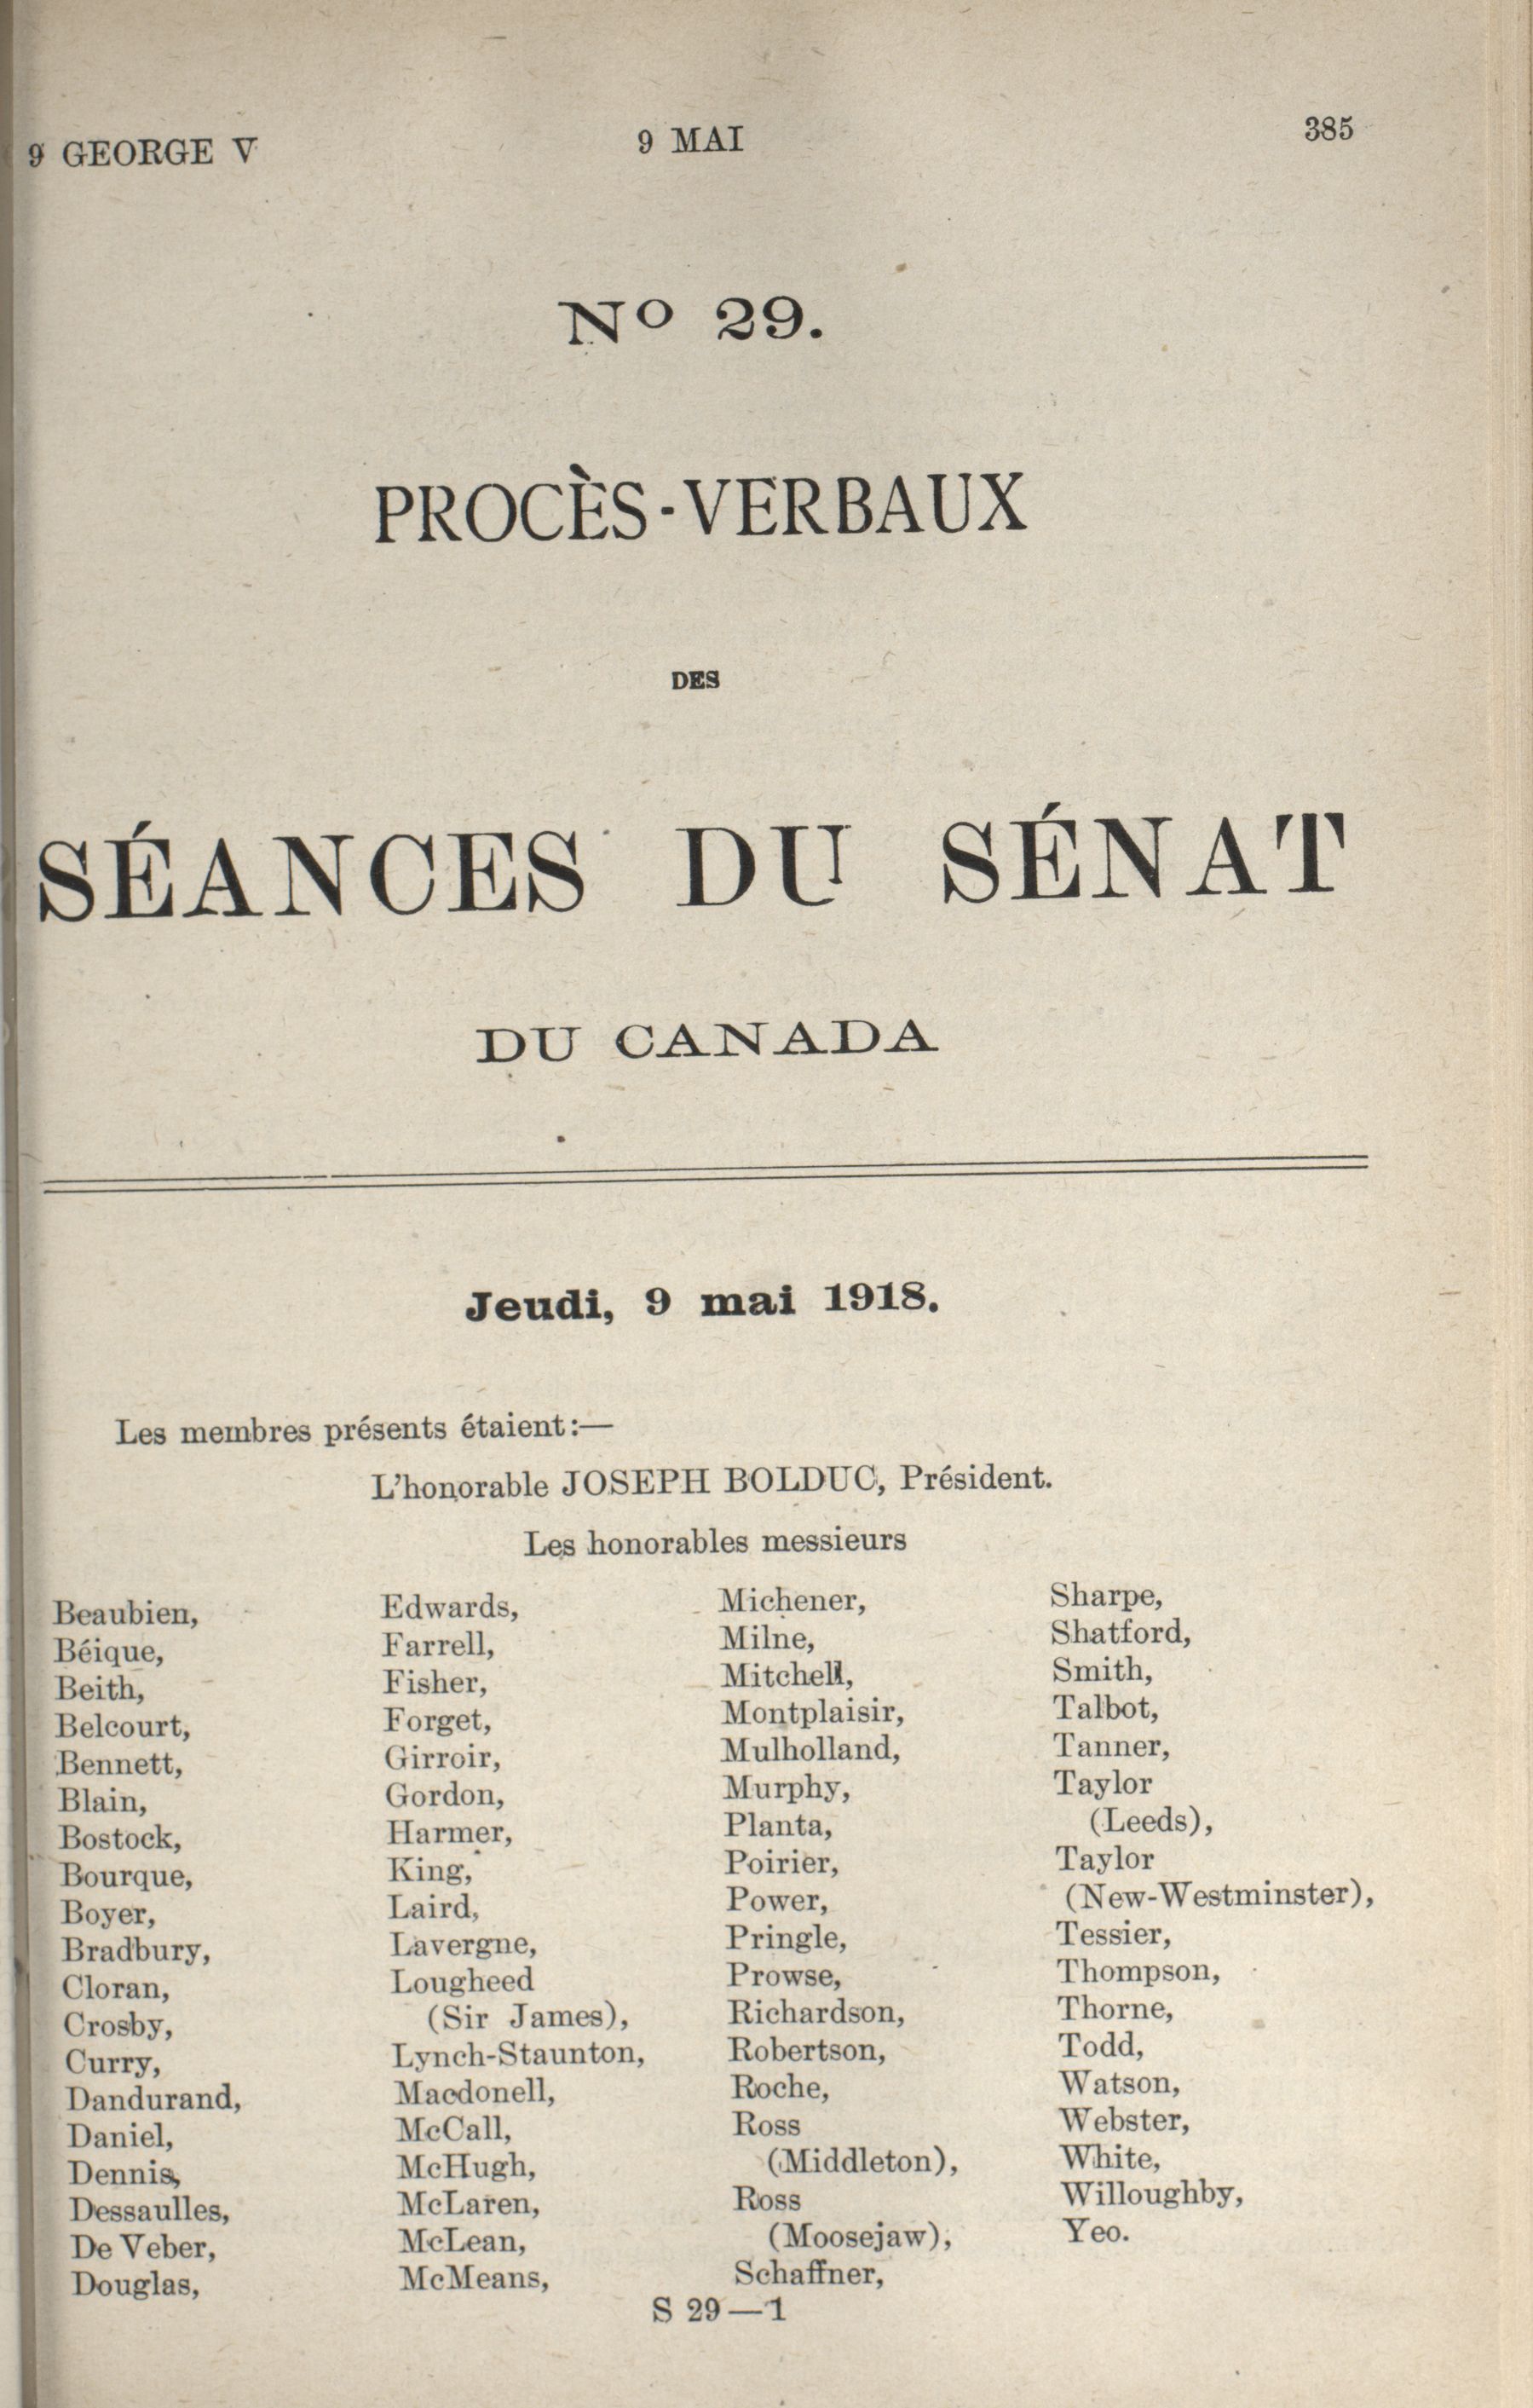 9 GEORGE V
9 MAI
385
No 29.
PROCÈS-VERBAUX
DES
SÉANCES DU SÉNAT
DU CANADA
Jeudi, 9 mai 1918.
Les membres présents étaient:—
L'honorable JOSEPH BOLDUC, Président.
Les honorables messieurs
Beaubien,
Béique,
Beith,
Belcourt,
Bennett,
Blain,
Bostock,
Bourque,
Boyer,
Bradbury,
Cloran,
Crosby,
Curry,
Dandurand,
Daniel,
Dennis,
Dessaulles,
De Veber,
Douglas,
Edwards,
Farrell,
Fisher,
Forget,
Girroir,
Gordon,
Harmer,
King,
Laird,
Lavergne,
Lougheed
(Sir James),
Lynch-Staunton,
Macdonell,
McCall,
McHugh,
McLaren,
McLean,
McMeans,
Michener,
Milne,
Mitchell,
Montplaisir,
Mulholland,
Murphy,
Planta,
Poirier,
Power,
Pringle,
Prowse,
Richardson,
Robertson,
Roche,
Ross
(Middleton),
Ross
(Moosejaw),
Schaffner,
Sharpe,
Shatford,
Smith,
Talbot,
Tanner,
Taylor
(Leeds),
Taylor
(New-Westminster),
Tessier,
Thompson,
Thorne,
Todd,
Watson,
Webster,
White,
Willoughby,
Yeo.
S 29—1